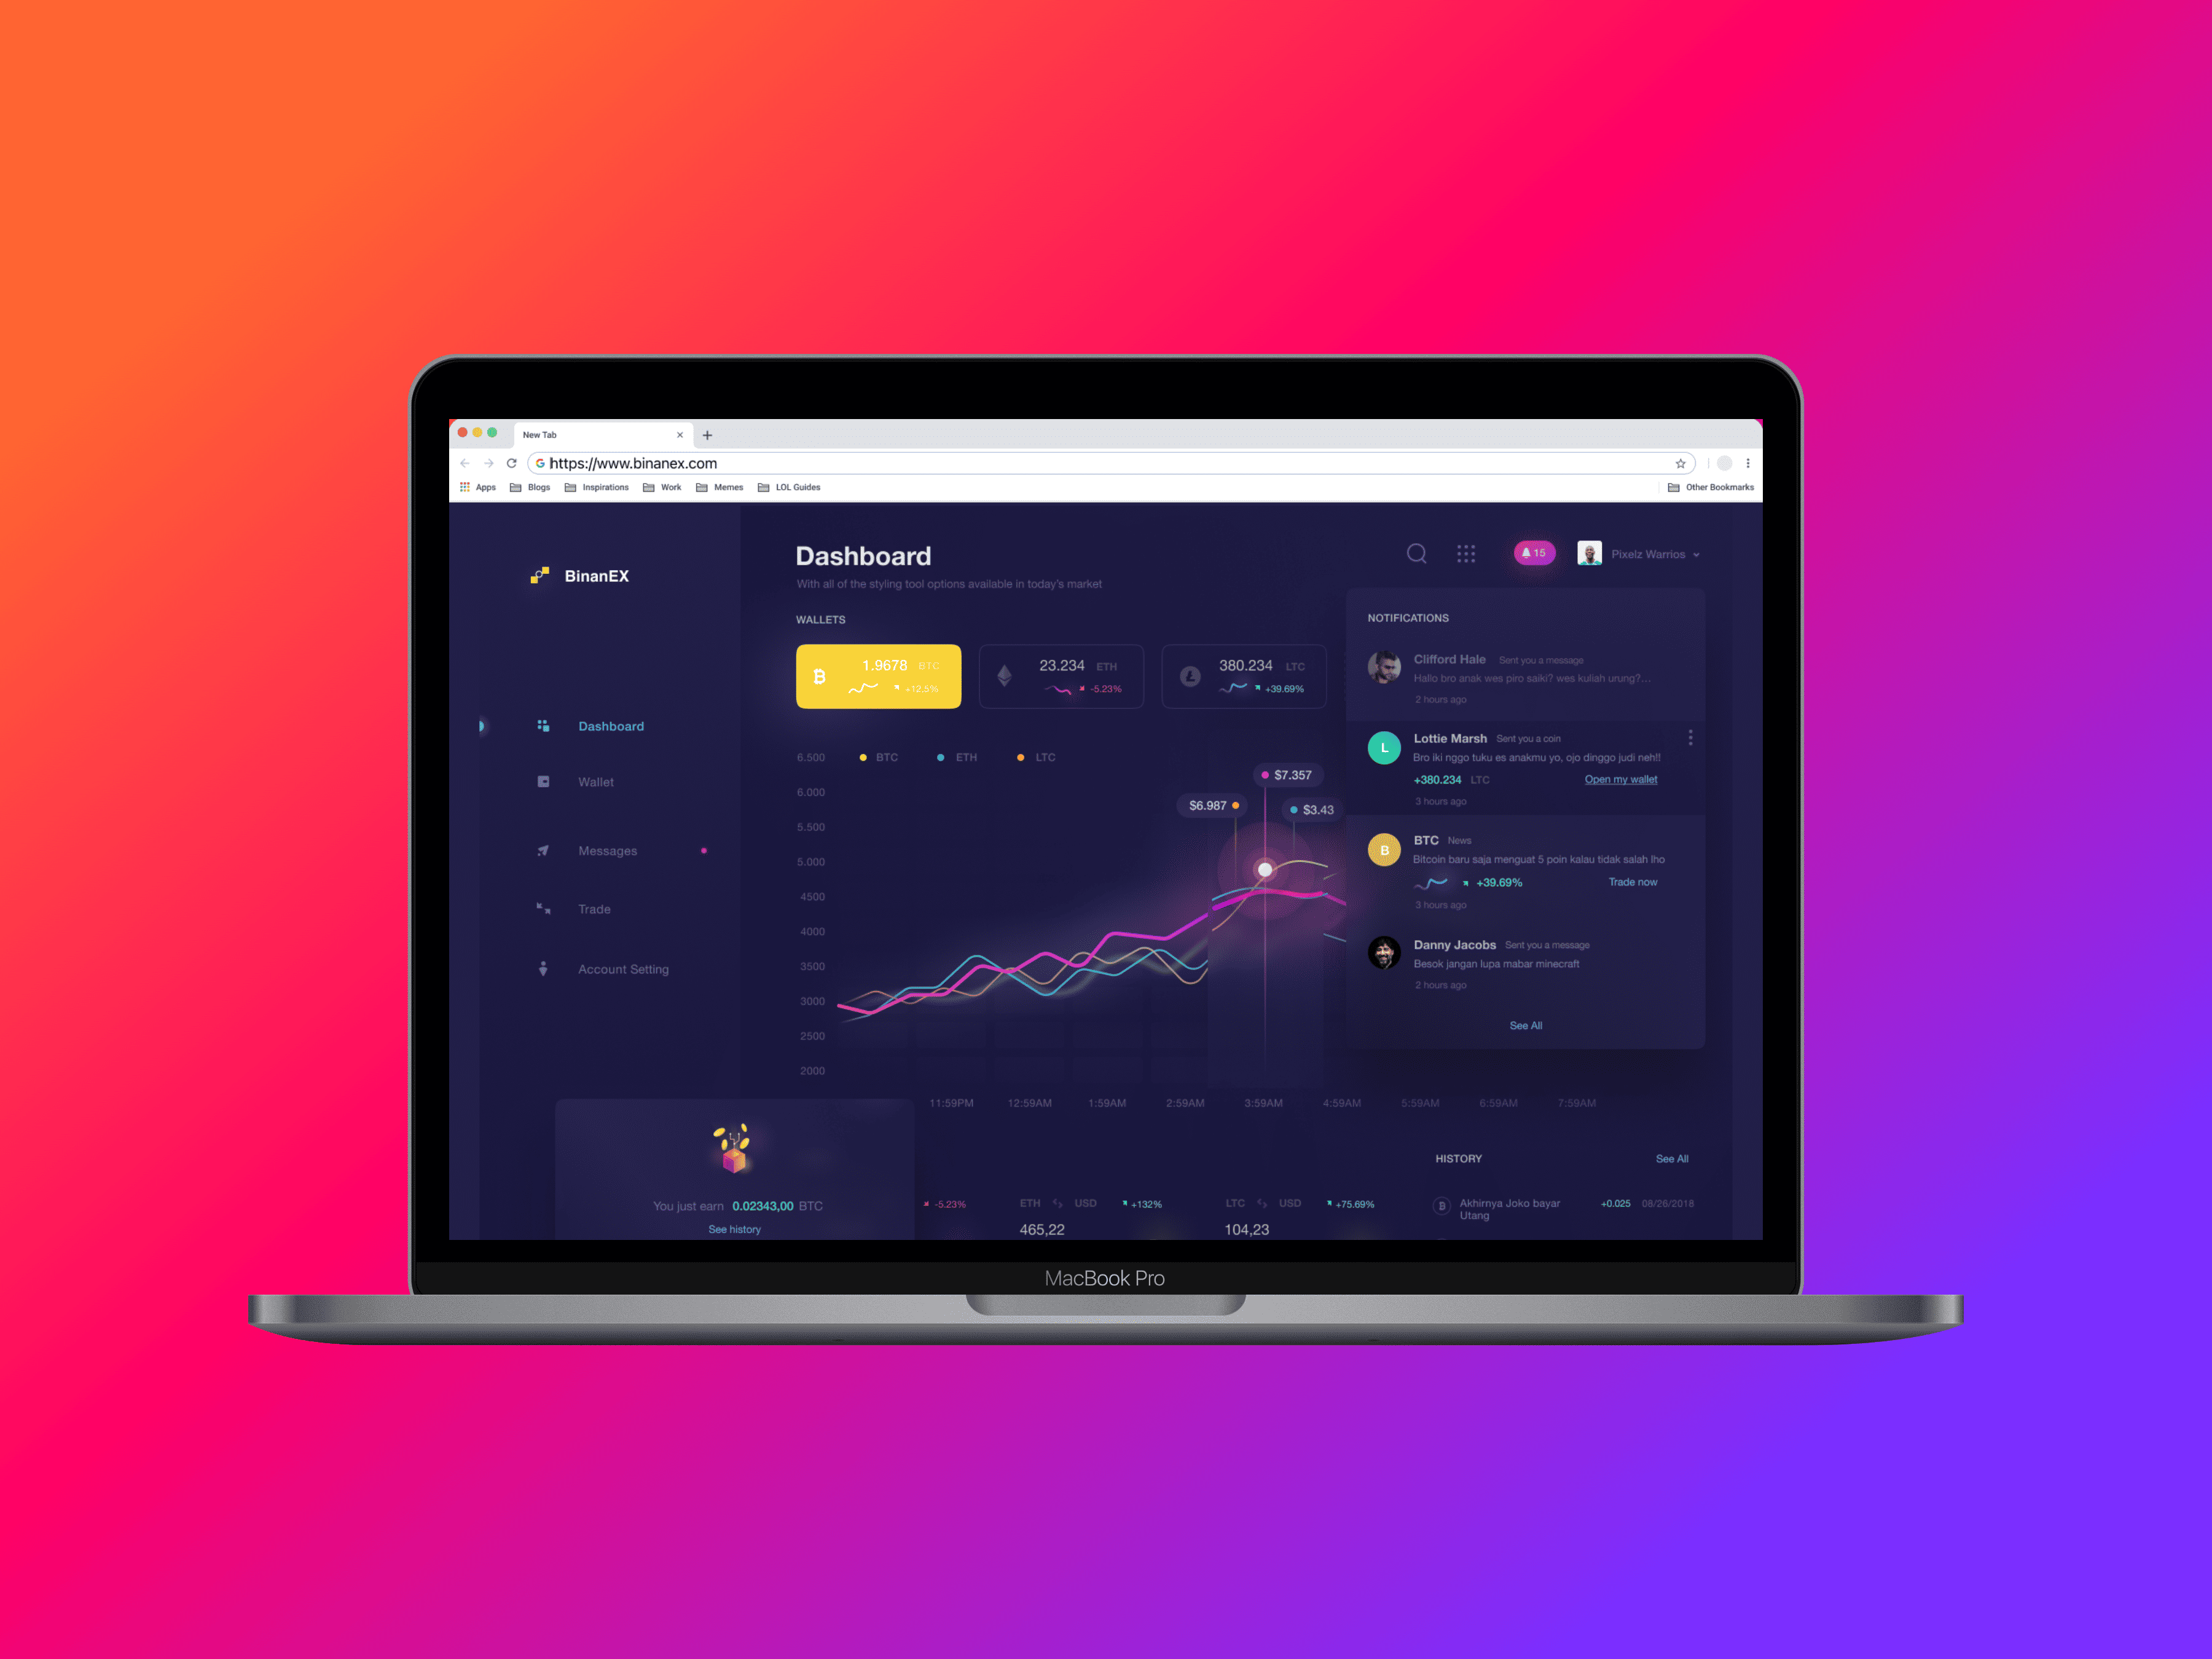 New Tab
https://www.binanex.com
Apps Blogs Inspirations Work Memes LOL Guides Other Bookmarks
BinanEX
Dashboard
Wallet
Messages
Trade
Account Setting
Dashboard
With all of the styling tool options available in today's market
15
Pixelz Warrios
WALLETS
1.9678 BTC
+12,5%
23.234 ETH
-5.23%
380.234 LTC
+39.69%
BTC ETH LTC
6.500
6.000
5.500
5.000
4500
4000
3500
3000
2500
2000
$7.357
$6.987
$3.43
11:59PM 12:59AM 1:59AM 2:59AM 3:59AM 4:59AM 5:59AM 6:59AM 7:59AM
NOTIFICATIONS
Clifford Hale Sent you a message
Hallo bro anak wes piro saiki? wes kuliah urung?...
2 hours ago
Lottie Marsh Sent you a coin
Bro iki nggo tuku es anakmu yo, ojo dinggo judi neh!!
+380.234 LTC Open my wallet
3 hours ago
B
L
BTC News
Bitcoin baru saja menguat 5 poin kalau tidak salah lho
+39.69% Trade now
3 hours ago
Danny Jacobs Sent you a message
Besok jangan lupa mabar minecraft
2 hours ago
See All
You just earn 0.02343,00 BTC
See history
-5.23%
ETH USD +132%
465,22
LTC USD +75.69%
104,23
HISTORY See All
Akhirnya Joko bayar
Utang
+0.025 08/26/2018
MacBook Pro